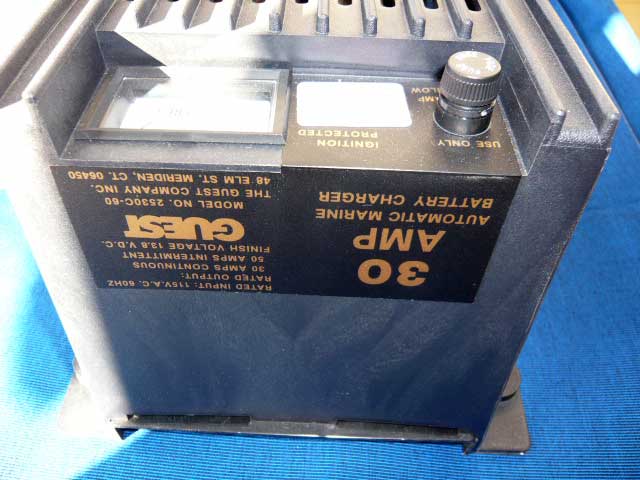 30
AMP
AUTOMATIC MARINE
BATTERY CHARGER
IGNITION
PROTECTED
USE ONLY
AMP
RATED INPUT: 115V.A.C. 60HZ
RATED OUTPUT:
30 AMPS CONTINUOUS
50 AMPS INTERMITTENT
FINISH VOLTAGE 13.8 V.D.C.
GUEST
MODEL NO. 2630C-60
THE GUEST COMPANY INC.
48 ELM ST. MERIDEN, CT. 06450